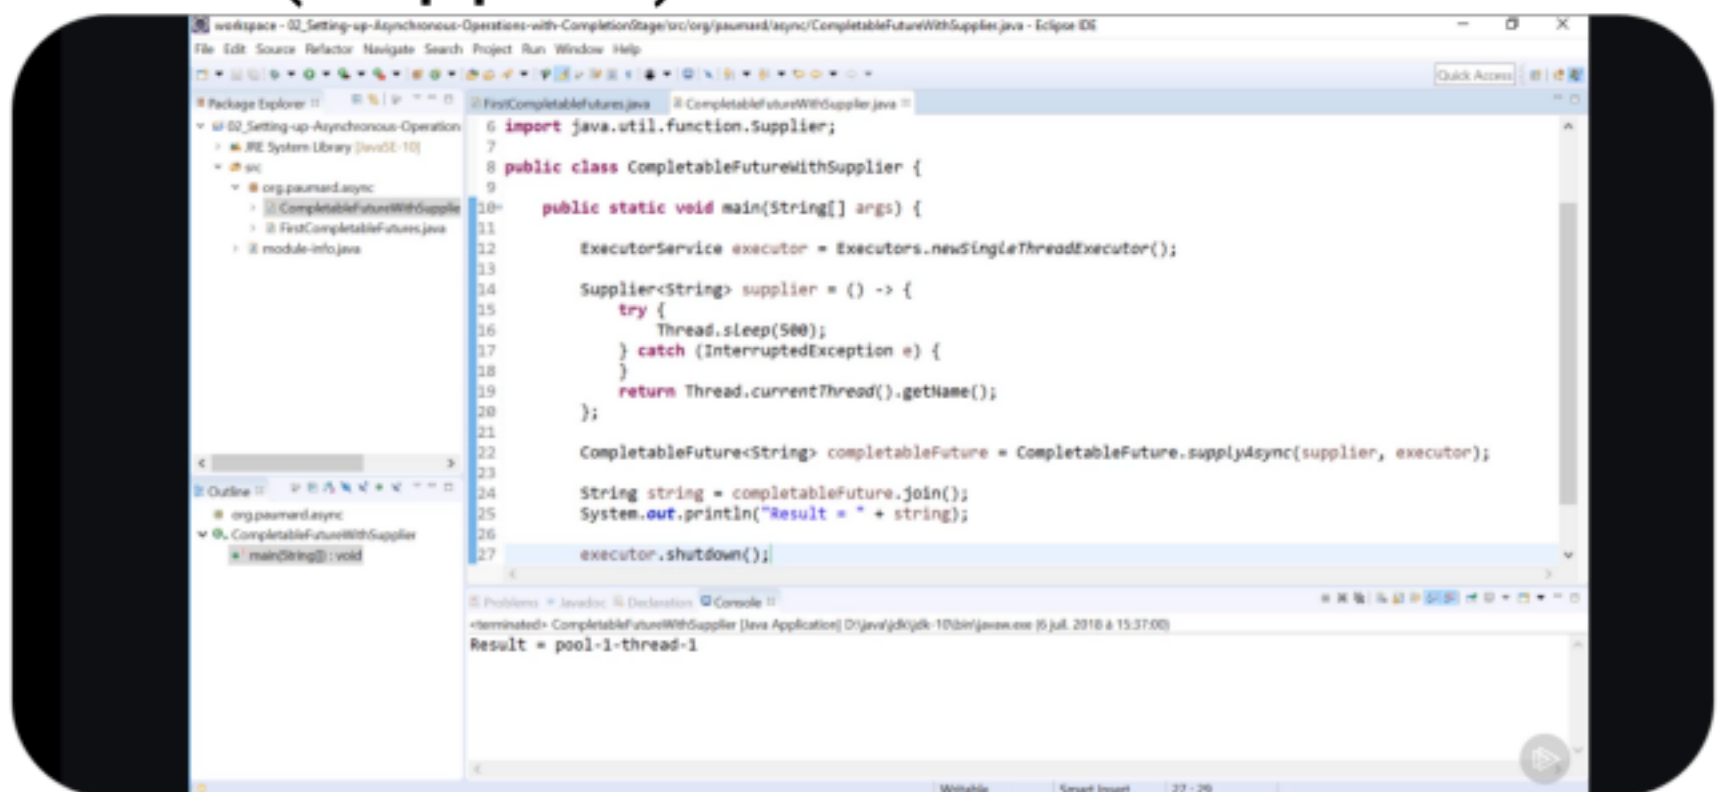 workspace - 02_Setting-up-Asynchronous-Operations-with-CompletionStage/src/org/paumard/async/CompletableFutureWithSupplier.java - Eclipse IDE
File Edit Source Refactor Navigate Search Project Run Window Help
Quick Access
Package Explorer
02_Setting-up-Asynchronous-Operation
JRE System Library [JavaSE-10]
src
org.paumard.async
CompletableFutureWithSupplie
FirstCompletableFutures.java
module-info.java
Outline
org.paumard.async
CompletableFutureWithSupplier
main(String[]) : void
FirstCompletableFutures.java CompletableFutureWithSupplier.java
6 import java.util.function.Supplier;
7
8 public class CompletableFutureWithSupplier {
9
10 public static void main(String[] args) {
11
12 ExecutorService executor = Executors.newSingleThreadExecutor();
13
14 Supplier<String> supplier = () -> {
15 try {
16 Thread.sleep(500);
17 } catch (InterruptedException e) {
18 }
19 return Thread.currentThread().getName();
20 };
21
22 CompletableFuture<String> completableFuture = CompletableFuture.supplyAsync(supplier, executor);
23
24 String string = completableFuture.join();
25 System.out.println("Result = " + string);
26
27 executor.shutdown();
Problems Javadoc Declaration Console
<terminated> CompletableFutureWithSupplier [Java Application] D:\java\jdk\jdk-10\bin\javaw.exe (6 juil. 2018 à 15:37:00)
Result = pool-1-thread-1
Writable Smart Insert 27 : 29